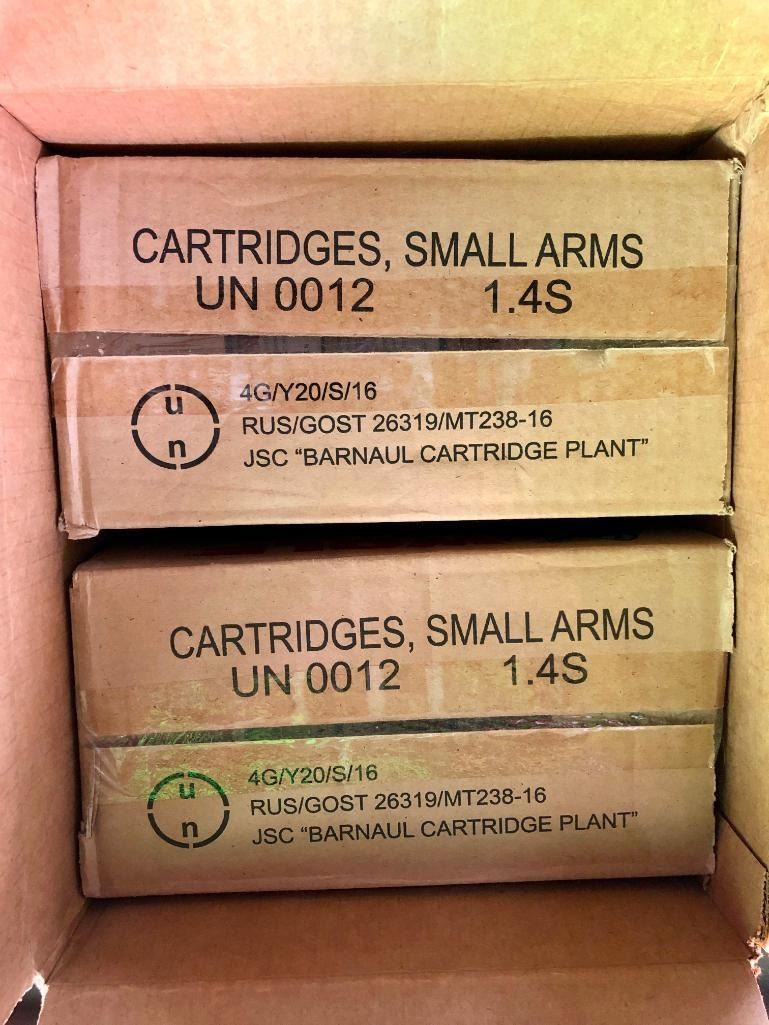 CARTRIDGES, SMALL ARMS
UN 0012 1.4S
u
n
4G/Y20/S/16
RUS/GOST 26319/MT238-16
JSC “BARNAUL CARTRIDGE PLANT”
CARTRIDGES, SMALL ARMS
UN 0012 1.4S
u
n
4G/Y20/S/16
RUS/GOST 26319/MT238-16
JSC “BARNAUL CARTRIDGE PLANT”